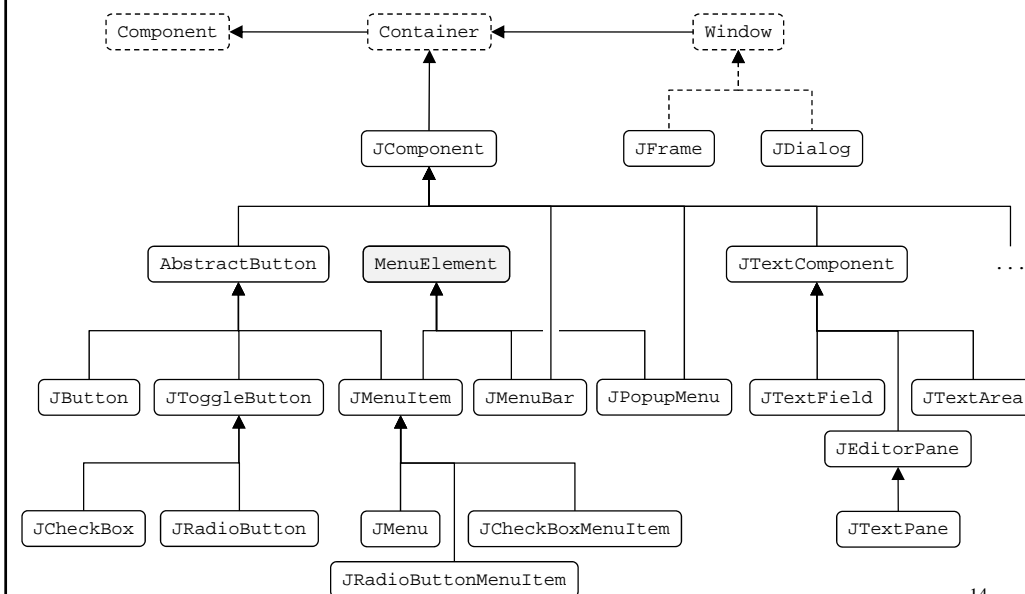 Component Container Window
JComponent JFrame JDialog
AbstractButton MenuElement JTextComponent ...
JButton JToggleButton JMenuItem JMenuBar JPopupMenu JTextField JTextArea
JEditorPane
JCheckBox JRadioButton JMenu JCheckBoxMenuItem JTextPane
JRadioButtonMenuItem
14